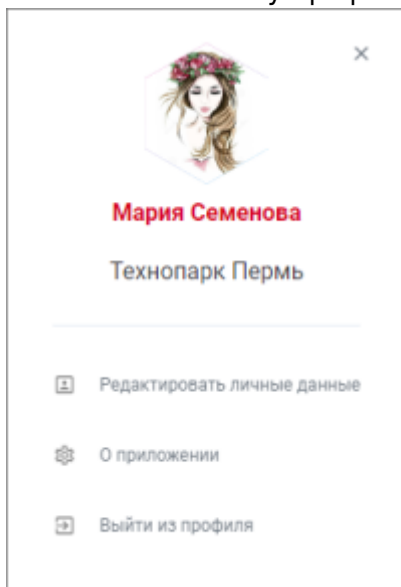 Мария Семенова
Технопарк Пермь
Редактировать личные данные
О приложении
Выйти из профиля